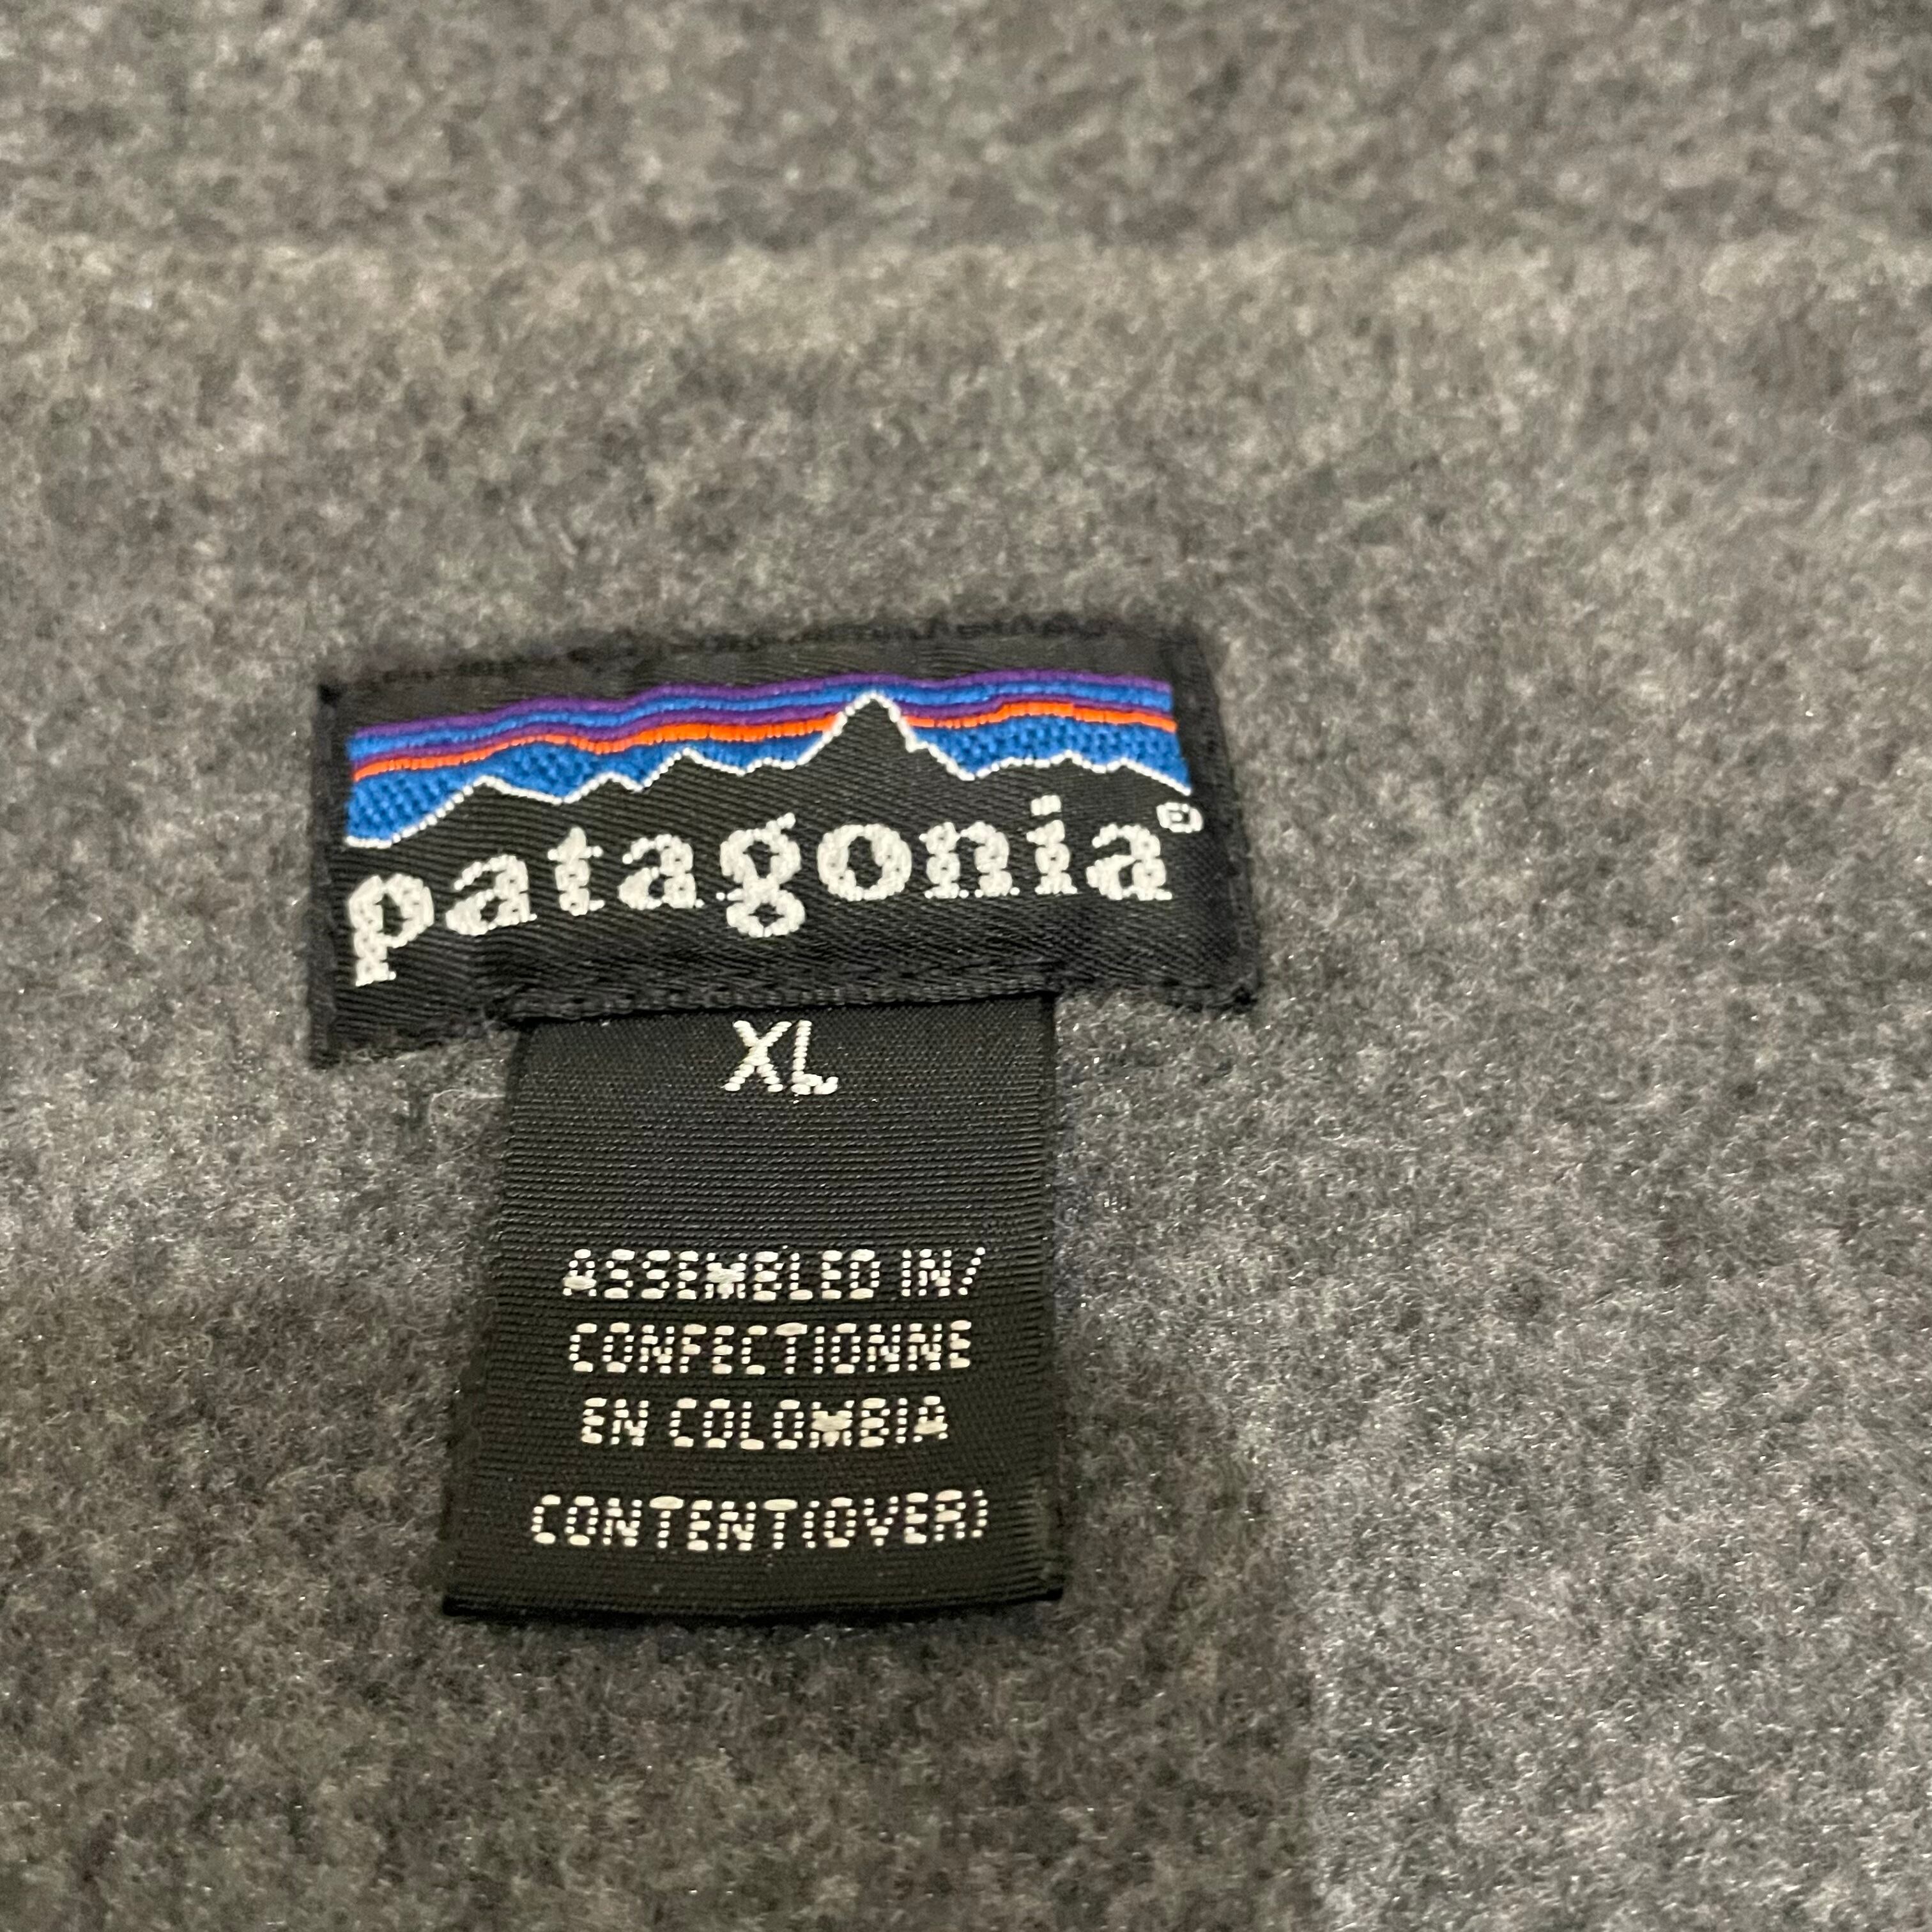 patagonia®
XL
ASSEMBLED IN/
CONFECTIONNE
EN COLOMBIA
CONTENT(OVER)